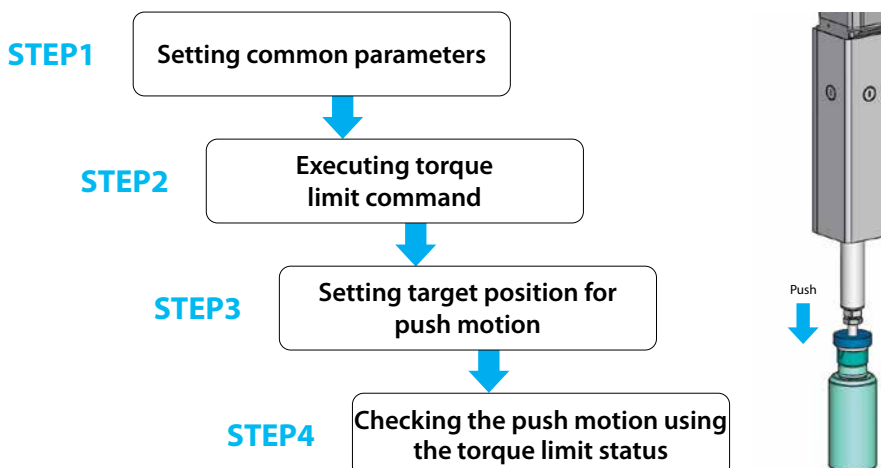 STEP1
Setting common parameters
STEP2
Executing torque
limit command
STEP3
Setting target position for
push motion
Push
STEP4
Checking the push motion using
the torque limit status